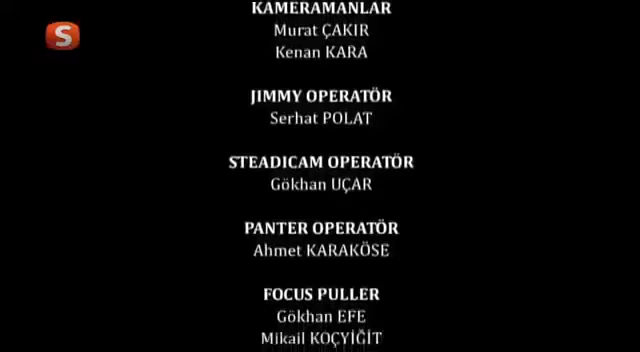 S
KAMERAMANLAR
Murat ÇAKIR
Kenan KARA
JIMMY OPERATÖR
Serhat POLAT
STEADICAM OPERATÖR
Gökhan UÇAR
PANTER OPERATÖR
Ahmet KARAKÖSE
FOCUS PULLER
Gökhan EFE
Mikail KOÇYİĞİT